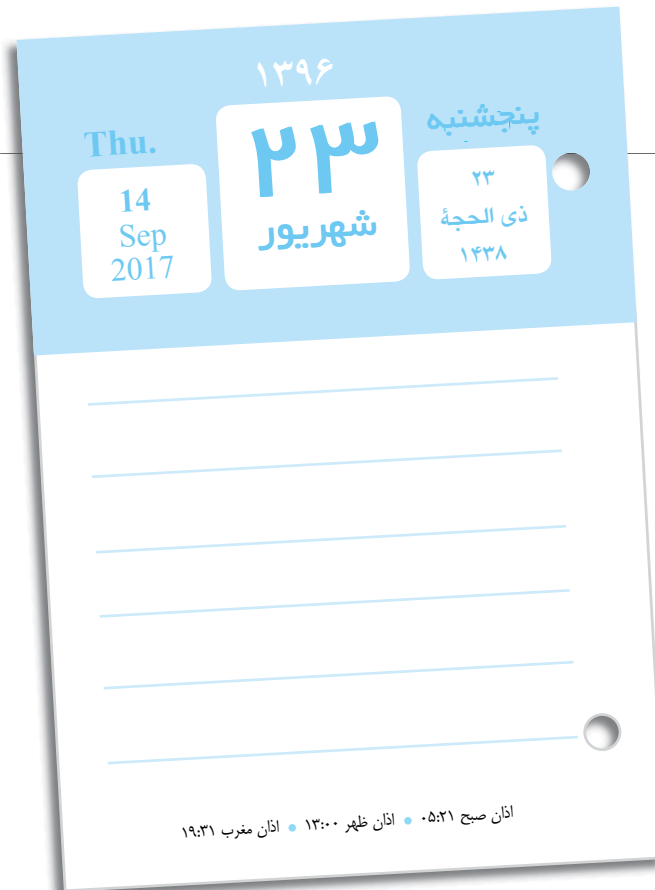 ۱۳۹۶
پنجشنبه
۲۳
ذی الحجهٔ
۱۴۳۸
۲۳
شهریور
Thu.
14
Sep
2017
اذان صبح ۰۵:۲۱ • اذان ظهر ۱۳:۰۰ • اذان مغرب ۱۹:۳۱